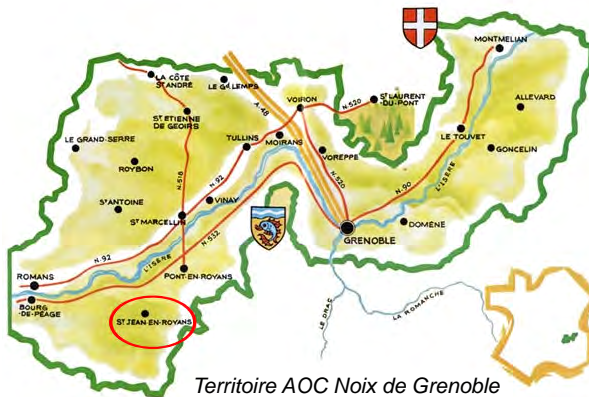 MONTMELIAN
LA CÔTE
ST ANDRÉ
LE Gd. LEMPS
A.48
VOIRON
N.520
ST LAURENT
-DU-PONT
ALLEVARD
ST ETIENNE
DE GEOIRS
LE GRAND-SERRE
TULLINS
MOIRANS
LE TOUVET
GONCELIN
ROYBON
VOREPPE
L'ISERE
N.518
N.92
N.520
N.90
ST ANTOINE
VINAY
ST MARCELLIN
DOMÈNE
GRENOBLE
N.532
N.92
L'ISERE
ROMANS
PONT-EN-ROYANS
BOURG
-DE-PÉAGE
ST JEAN-EN-ROYANS
LE DRAC
LA ROMANCHE
Territoire AOC Noix de Grenoble